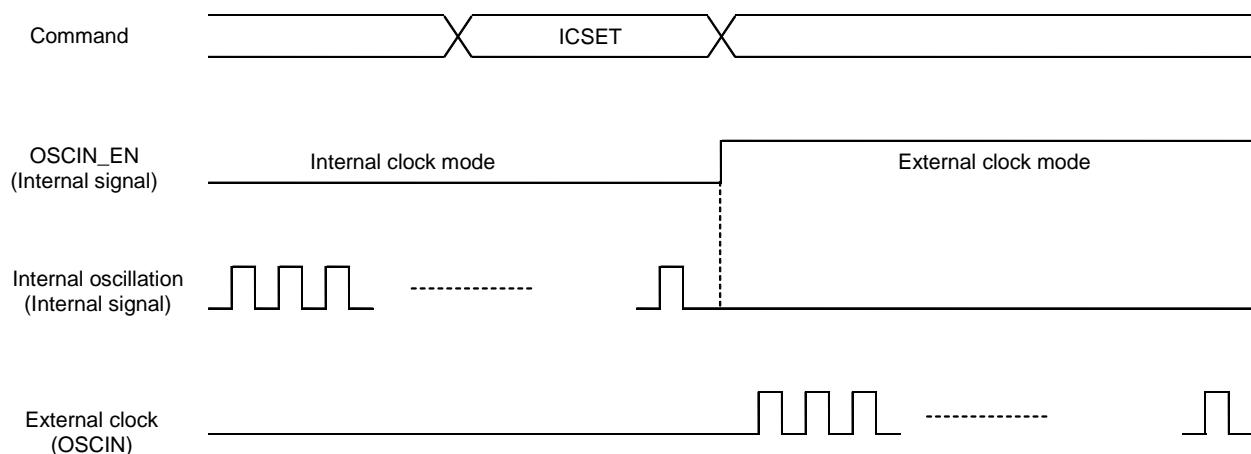 Command
ICSET
OSCIN_EN
(Internal signal)
Internal clock mode
External clock mode
Internal oscillation
(Internal signal)
External clock
(OSCIN)